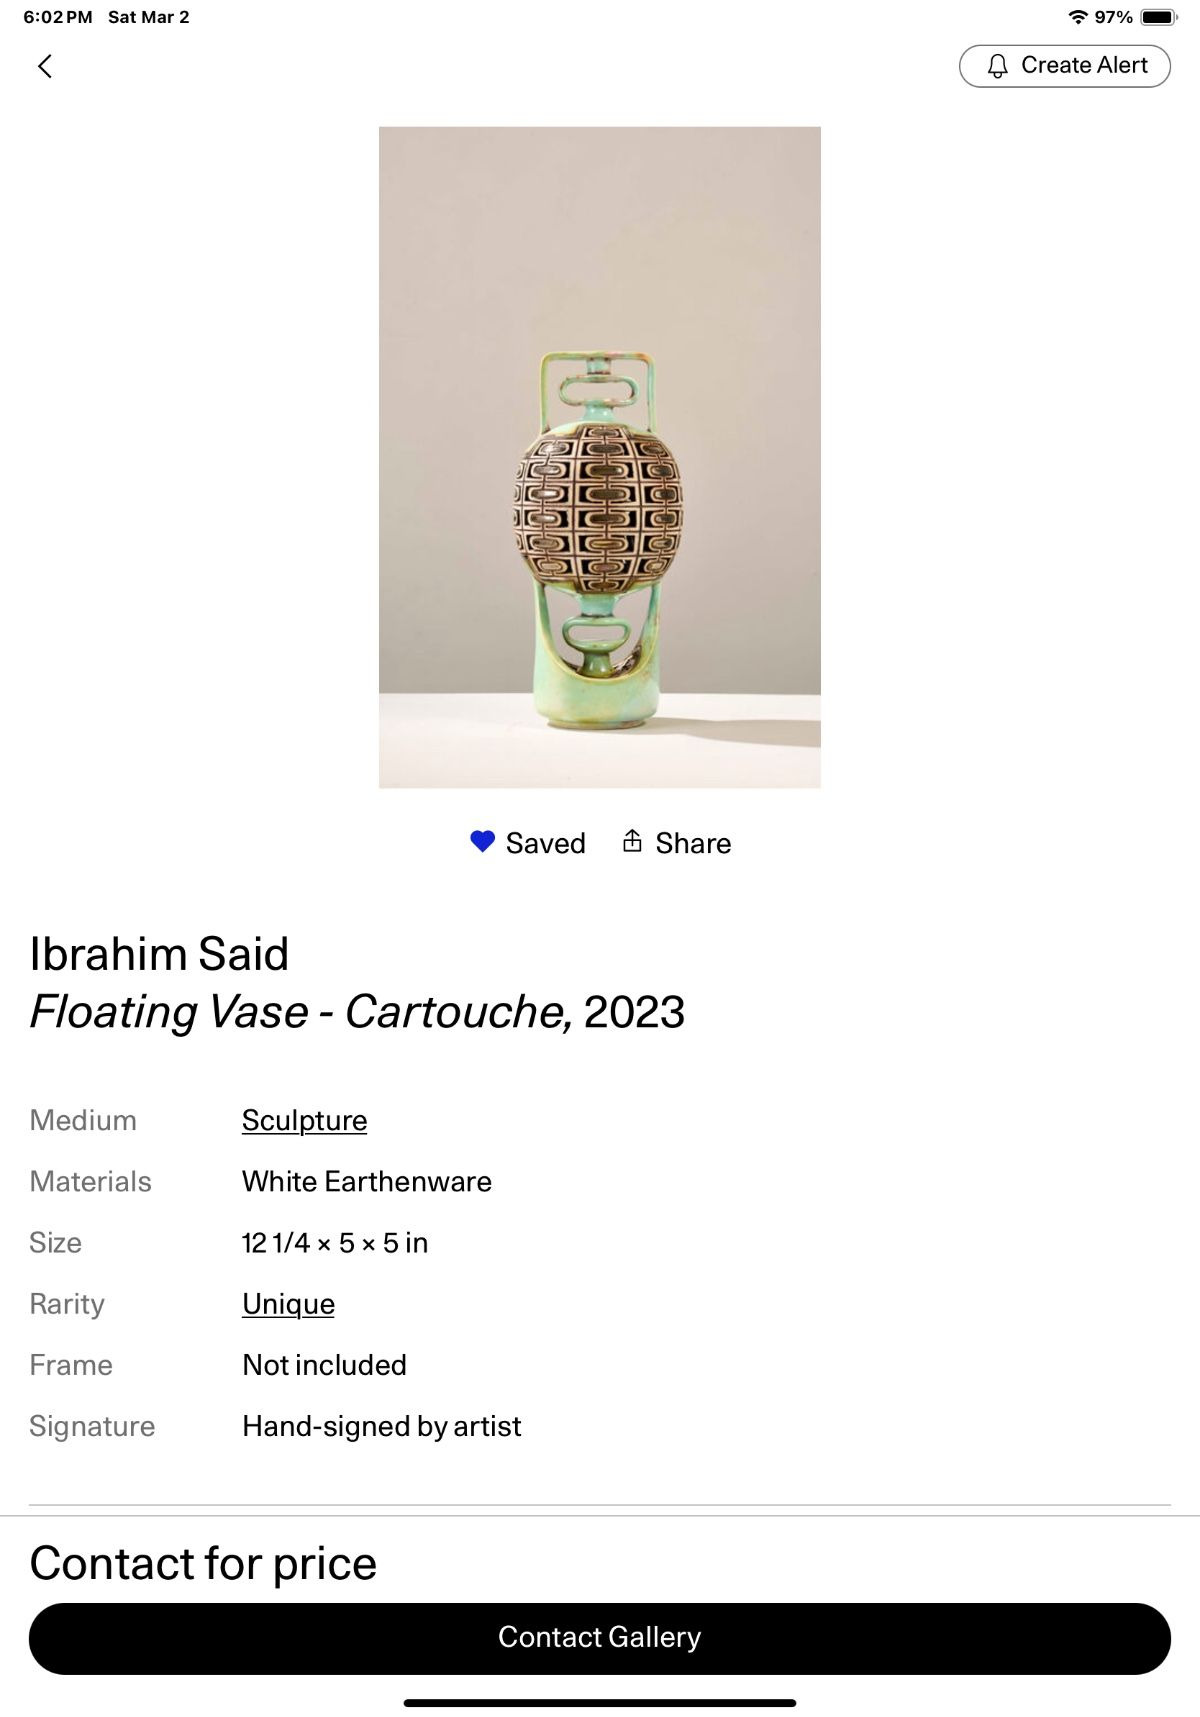 6:02 PM Sat Mar 2
97%
Create Alert
Saved Share
Ibrahim Said
Floating Vase - Cartouche, 2023
Medium Sculpture
Materials White Earthenware
Size 12 1/4 × 5 × 5 in
Rarity Unique
Frame Not included
Signature Hand-signed by artist
Contact for price
Contact Gallery